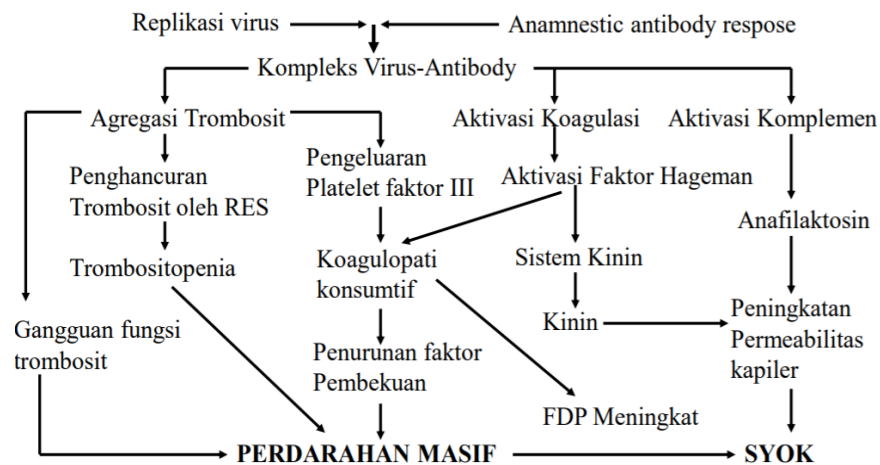 Replikasi virus
Anamnestic antibody respose
Kompleks Virus-Antibody
Agregasi Trombosit
Aktivasi Koagulasi
Aktivasi Komplemen
Pengeluaran
Platelet faktor III
Penghancuran
Trombosit oleh RES
Aktivasi Faktor Hageman
Anafilaktosin
Trombositopenia
Koagulopati
konsumtif
Sistem Kinin
Gangguan fungsi
trombosit
Kinin
Peningkatan
Permeabilitas
kapiler
Penurunan faktor
Pembekuan
FDP Meningkat
PERDARAHAN MASIF
SYOK